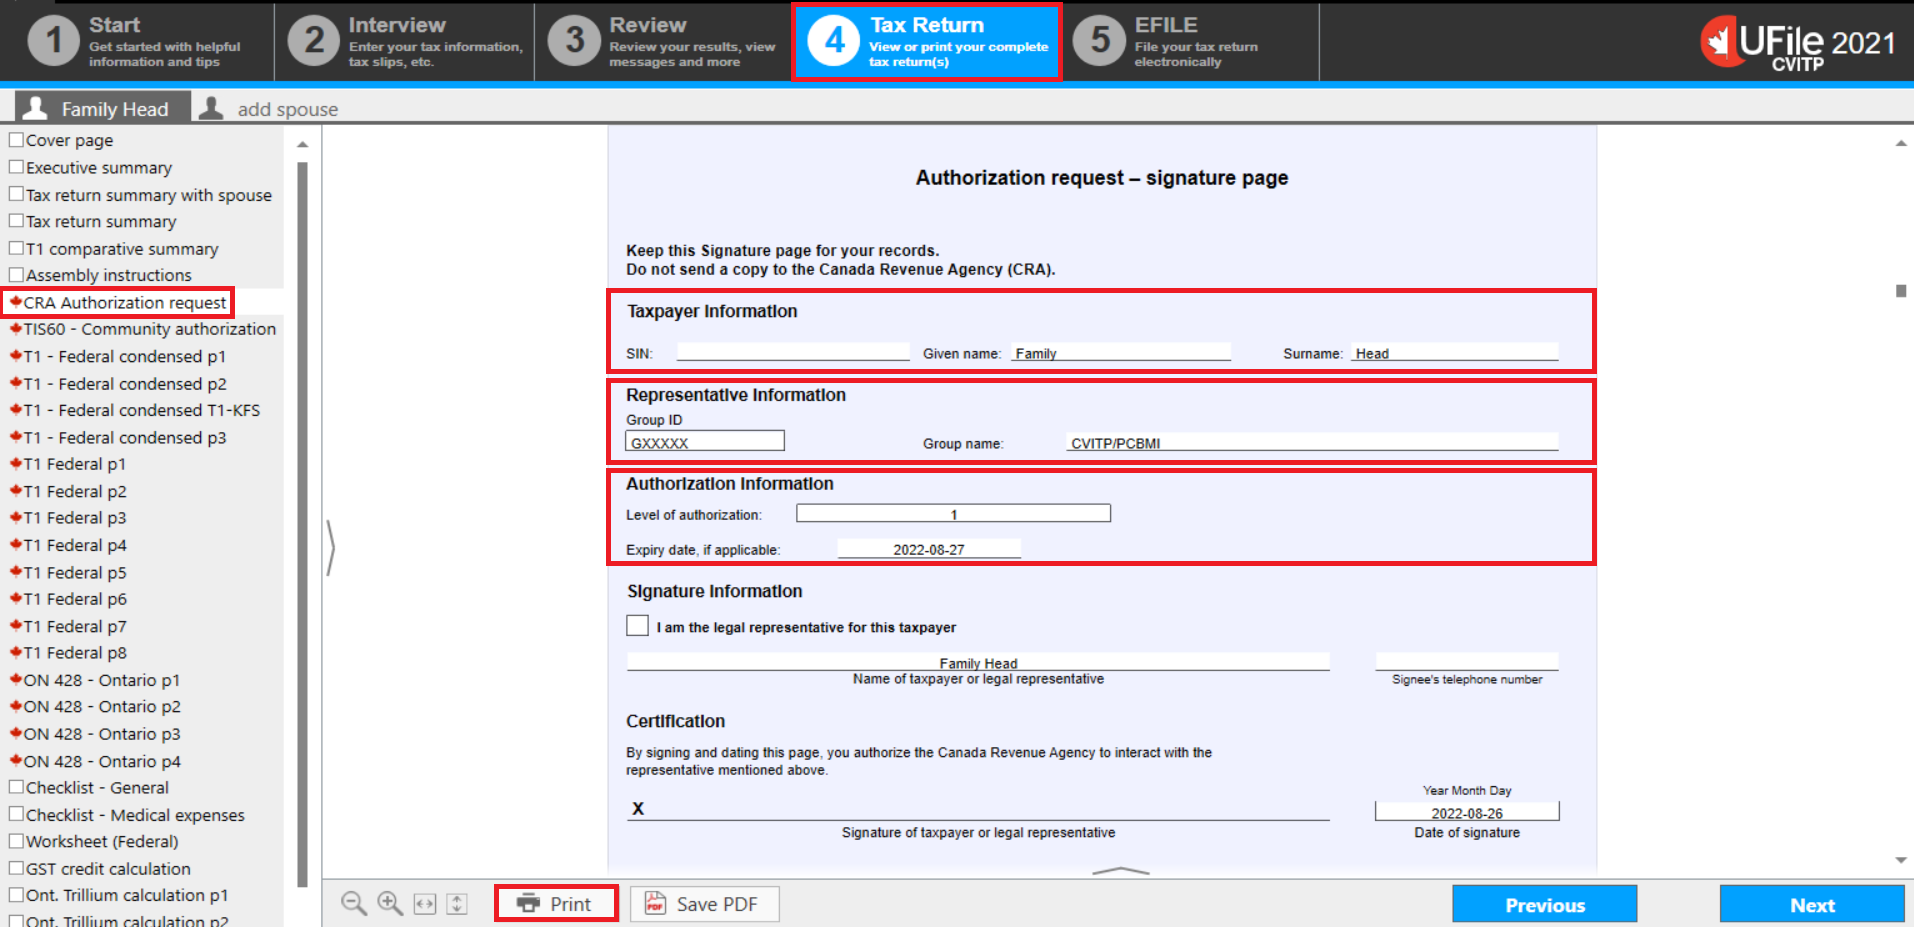 1
Start
Get started with helpful
information and tips
2
Interview
Enter your tax information,
tax slips, etc.
3
Review
Review your results, view
messages and more
4
Tax Return
View or print your complete
tax return(s)
5
EFILE
File your tax return
electronically
UFile 2021
CVITP
Family Head
add spouse
Cover page
Executive summary
Tax return summary with spouse
Tax return summary
T1 comparative summary
Assembly instructions
CRA Authorization request
TIS60 - Community authorization
T1 - Federal condensed p1
T1 - Federal condensed p2
T1 - Federal condensed T1-KFS
T1 - Federal condensed p3
T1 Federal p1
T1 Federal p2
T1 Federal p3
T1 Federal p4
T1 Federal p5
T1 Federal p6
T1 Federal p7
T1 Federal p8
ON 428 - Ontario p1
ON 428 - Ontario p2
ON 428 - Ontario p3
ON 428 - Ontario p4
Checklist - General
Checklist - Medical expenses
Worksheet (Federal)
GST credit calculation
Ont. Trillium calculation p1
Ont. Trillium calculation p2
Authorization request – signature page
Keep this Signature page for your records.
Do not send a copy to the Canada Revenue Agency (CRA).
Taxpayer Information
SIN: Given name: Family Surname: Head
Representative Information
Group ID
GXXXXX Group name: CVITP/PCBMI
Authorization Information
Level of authorization: 1
Expiry date, if applicable: 2022-08-27
Signature Information
I am the legal representative for this taxpayer
Family Head
Name of taxpayer or legal representative Signee's telephone number
Certification
By signing and dating this page, you authorize the Canada Revenue Agency to interact with the
representative mentioned above.
Year Month Day
X 2022-08-26
Signature of taxpayer or legal representative Date of signature
Print
PDF
Save PDF
Previous
Next